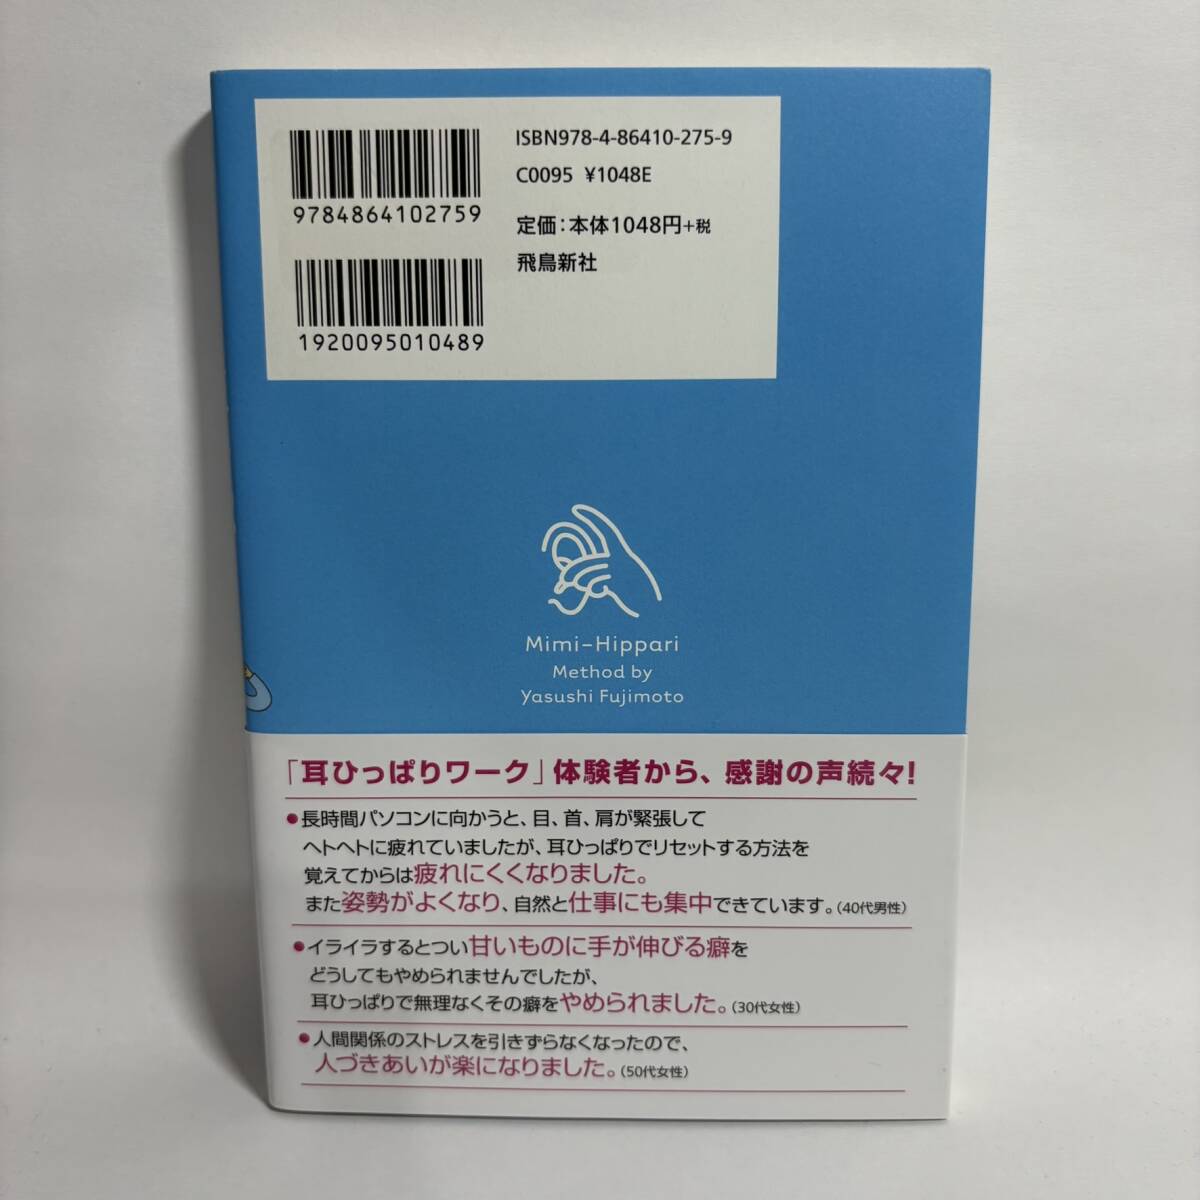 ISBN978-4-86410-275-9
C0095 ¥1048E
9784864102759
定価：本体1048円+税
飛鳥新社
1920095010489
Mimi-Hippari
Method by
Yasushi Fujimoto
「耳ひっぱりワーク」体験者から、感謝の声続々！
●長時間パソコンに向かうと、目、首、肩が緊張して
ヘトヘトに疲れていましたが、耳ひっぱりでリセットする方法を
覚えてからは疲れにくくなりました。
また姿勢がよくなり、自然と仕事にも集中できています。（40代男性）
●イライラするとつい甘いものに手が伸びる癖を
どうしてもやめられませんでしたが、
耳ひっぱりで無理なくその癖をやめられました。（30代女性）
●人間関係のストレスを引きずらなくなったので、
人づきあいが楽になりました。（50代女性）